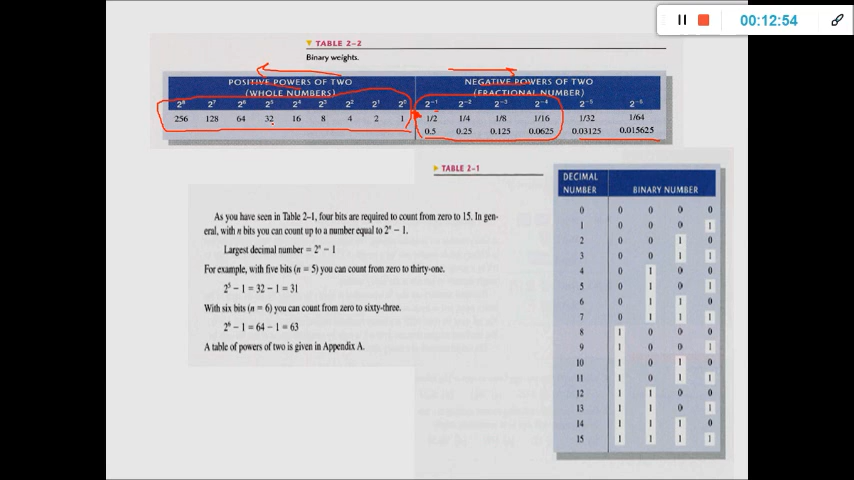 00:12:54
▼ TABLE 2–2
Binary weights.
POSITIVE POWERS OF TWO
(WHOLE NUMBERS)
NEGATIVE POWERS OF TWO
(FRACTIONAL NUMBER)
2⁸ 2⁷ 2⁶ 2⁵ 2⁴ 2³ 2² 2¹ 2⁰ 2⁻¹ 2⁻² 2⁻³ 2⁻⁴ 2⁻⁵ 2⁻⁶
256 128 64 32 16 8 4 2 1 1/2 1/4 1/8 1/16 1/32 1/64
0.5 0.25 0.125 0.0625 0.03125 0.015625
As you have seen in Table 2–1, four bits are required to count from zero to 15. In gen-
eral, with n bits you can count up to a number equal to 2ⁿ − 1.
Largest decimal number = 2ⁿ − 1
For example, with five bits (n = 5) you can count from zero to thirty-one.
2⁵ − 1 = 32 − 1 = 31
With six bits (n = 6) you can count from zero to sixty-three.
2⁶ − 1 = 64 − 1 = 63
A table of powers of two is given in Appendix A.
► TABLE 2–1
DECIMAL
NUMBER BINARY NUMBER
0 0 0 0 0
1 0 0 0 1
2 0 0 1 0
3 0 0 1 1
4 0 1 0 0
5 0 1 0 1
6 0 1 1 0
7 0 1 1 1
8 1 0 0 0
9 1 0 0 1
10 1 0 1 0
11 1 0 1 1
12 1 1 0 0
13 1 1 0 1
14 1 1 1 0
15 1 1 1 1